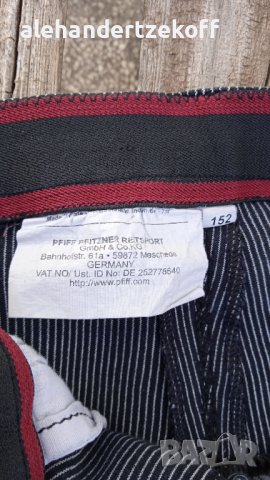 alehandertzekoff
152
PFIFF PFITZNER REITSPORT
GmbH & Co.KG
Bahnhofstr. 61a • 59872 Meschede
GERMANY
VAT NO/ Ust. ID No: DE 252776640
http://www.pfiff.com
BAZAR